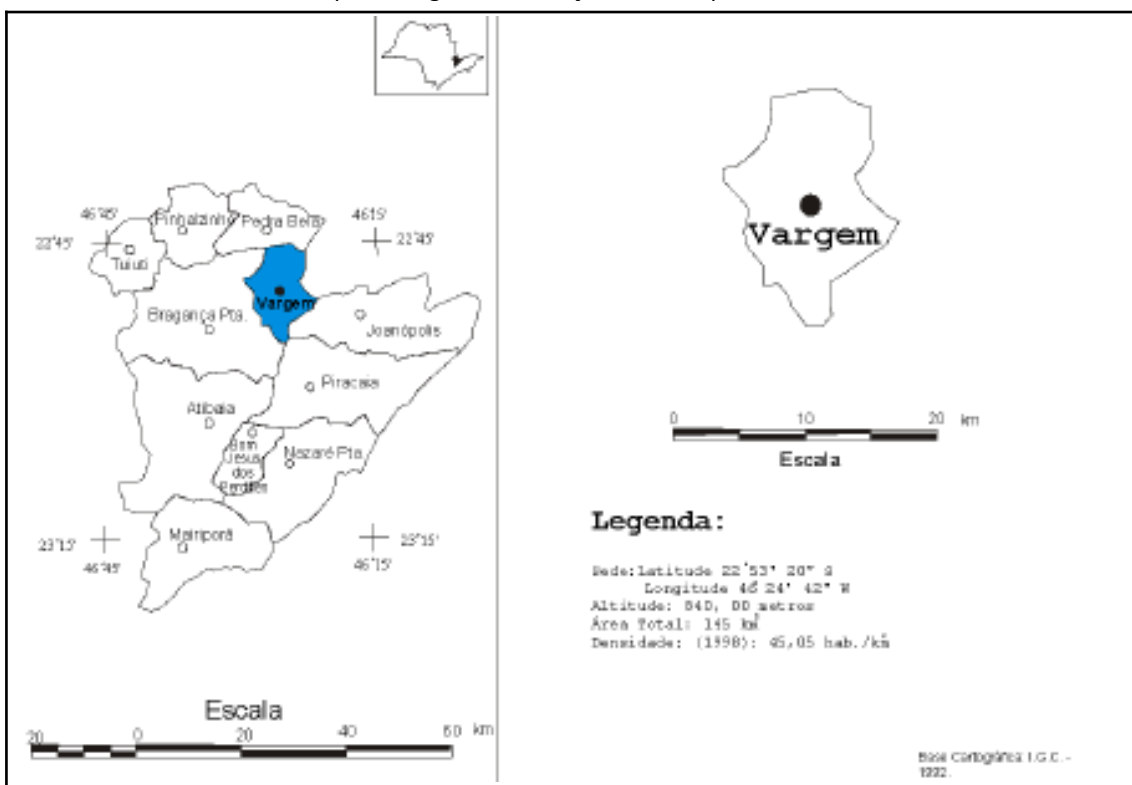 46°45'
22°45'
Pinhalzinho
Pedra Bela
46°15'
22°45'
Tuiuti
Vargem
Bragança Pta.
Joanópolis
Piracaia
Atibaia
Bom
Jesus
dos
Perdões
Nazaré Pta.
Mairiporã
23°15'
46°45'
23°15'
46°15'
Escala
20 0 20 40 60 km
Vargem
0 10 20 km
Escala
Legenda:
Sede:Latitude 22°53' 20" S
Longitude 46 24' 42" W
Altitude: 840, 00 metros
Área Total: 145 km²
Densidade: (1998): 45,05 hab./km²
Base Cartográfica I.G.C. -
1992.